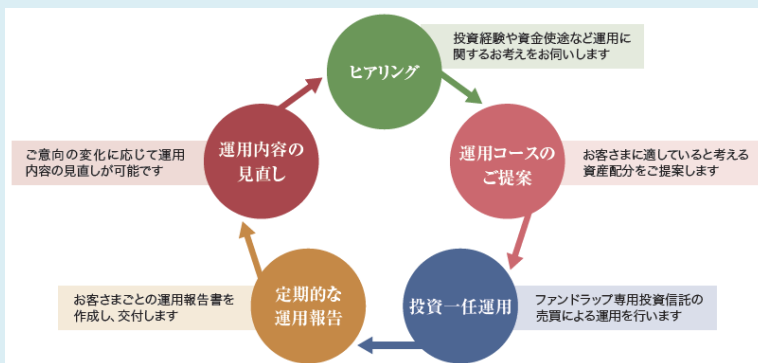 ヒアリング
投資経験や資金使途など運用に
関するお考えをお伺いします
運用コースの
ご提案
お客さまに適していると考える
資産配分をご提案します
投資一任運用
ファンドラップ専用投資信託の
売買による運用を行います
定期的な
運用報告
お客さまごとの運用報告書を
作成し、交付します
運用内容の
見直し
ご意向の変化に応じて運用
内容の見直しが可能です